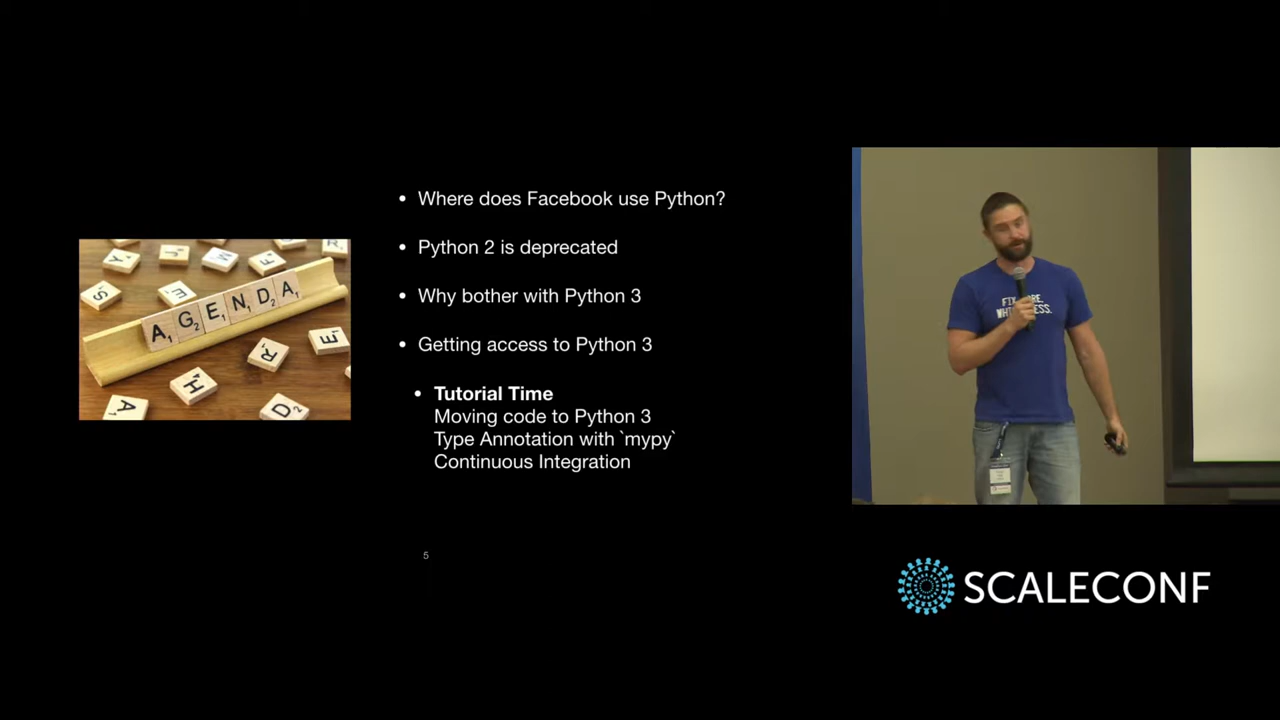 Where does Facebook use Python?
Python 2 is deprecated
Why bother with Python 3
Getting access to Python 3
Tutorial Time
Moving code to Python 3
Type Annotation with `mypy`
Continuous Integration
5
AGENDA
SCALECONF